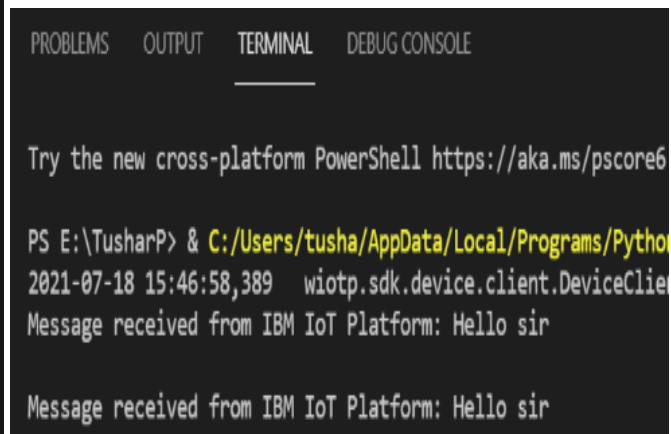 PROBLEMS OUTPUT TERMINAL DEBUG CONSOLE
Try the new cross-platform PowerShell https://aka.ms/pscore6
PS E:\TusharP> & C:/Users/tusha/AppData/Local/Programs/Python
2021-07-18 15:46:58,389 wiotp.sdk.device.client.DeviceClien
Message received from IBM IoT Platform: Hello sir
Message received from IBM IoT Platform: Hello sir